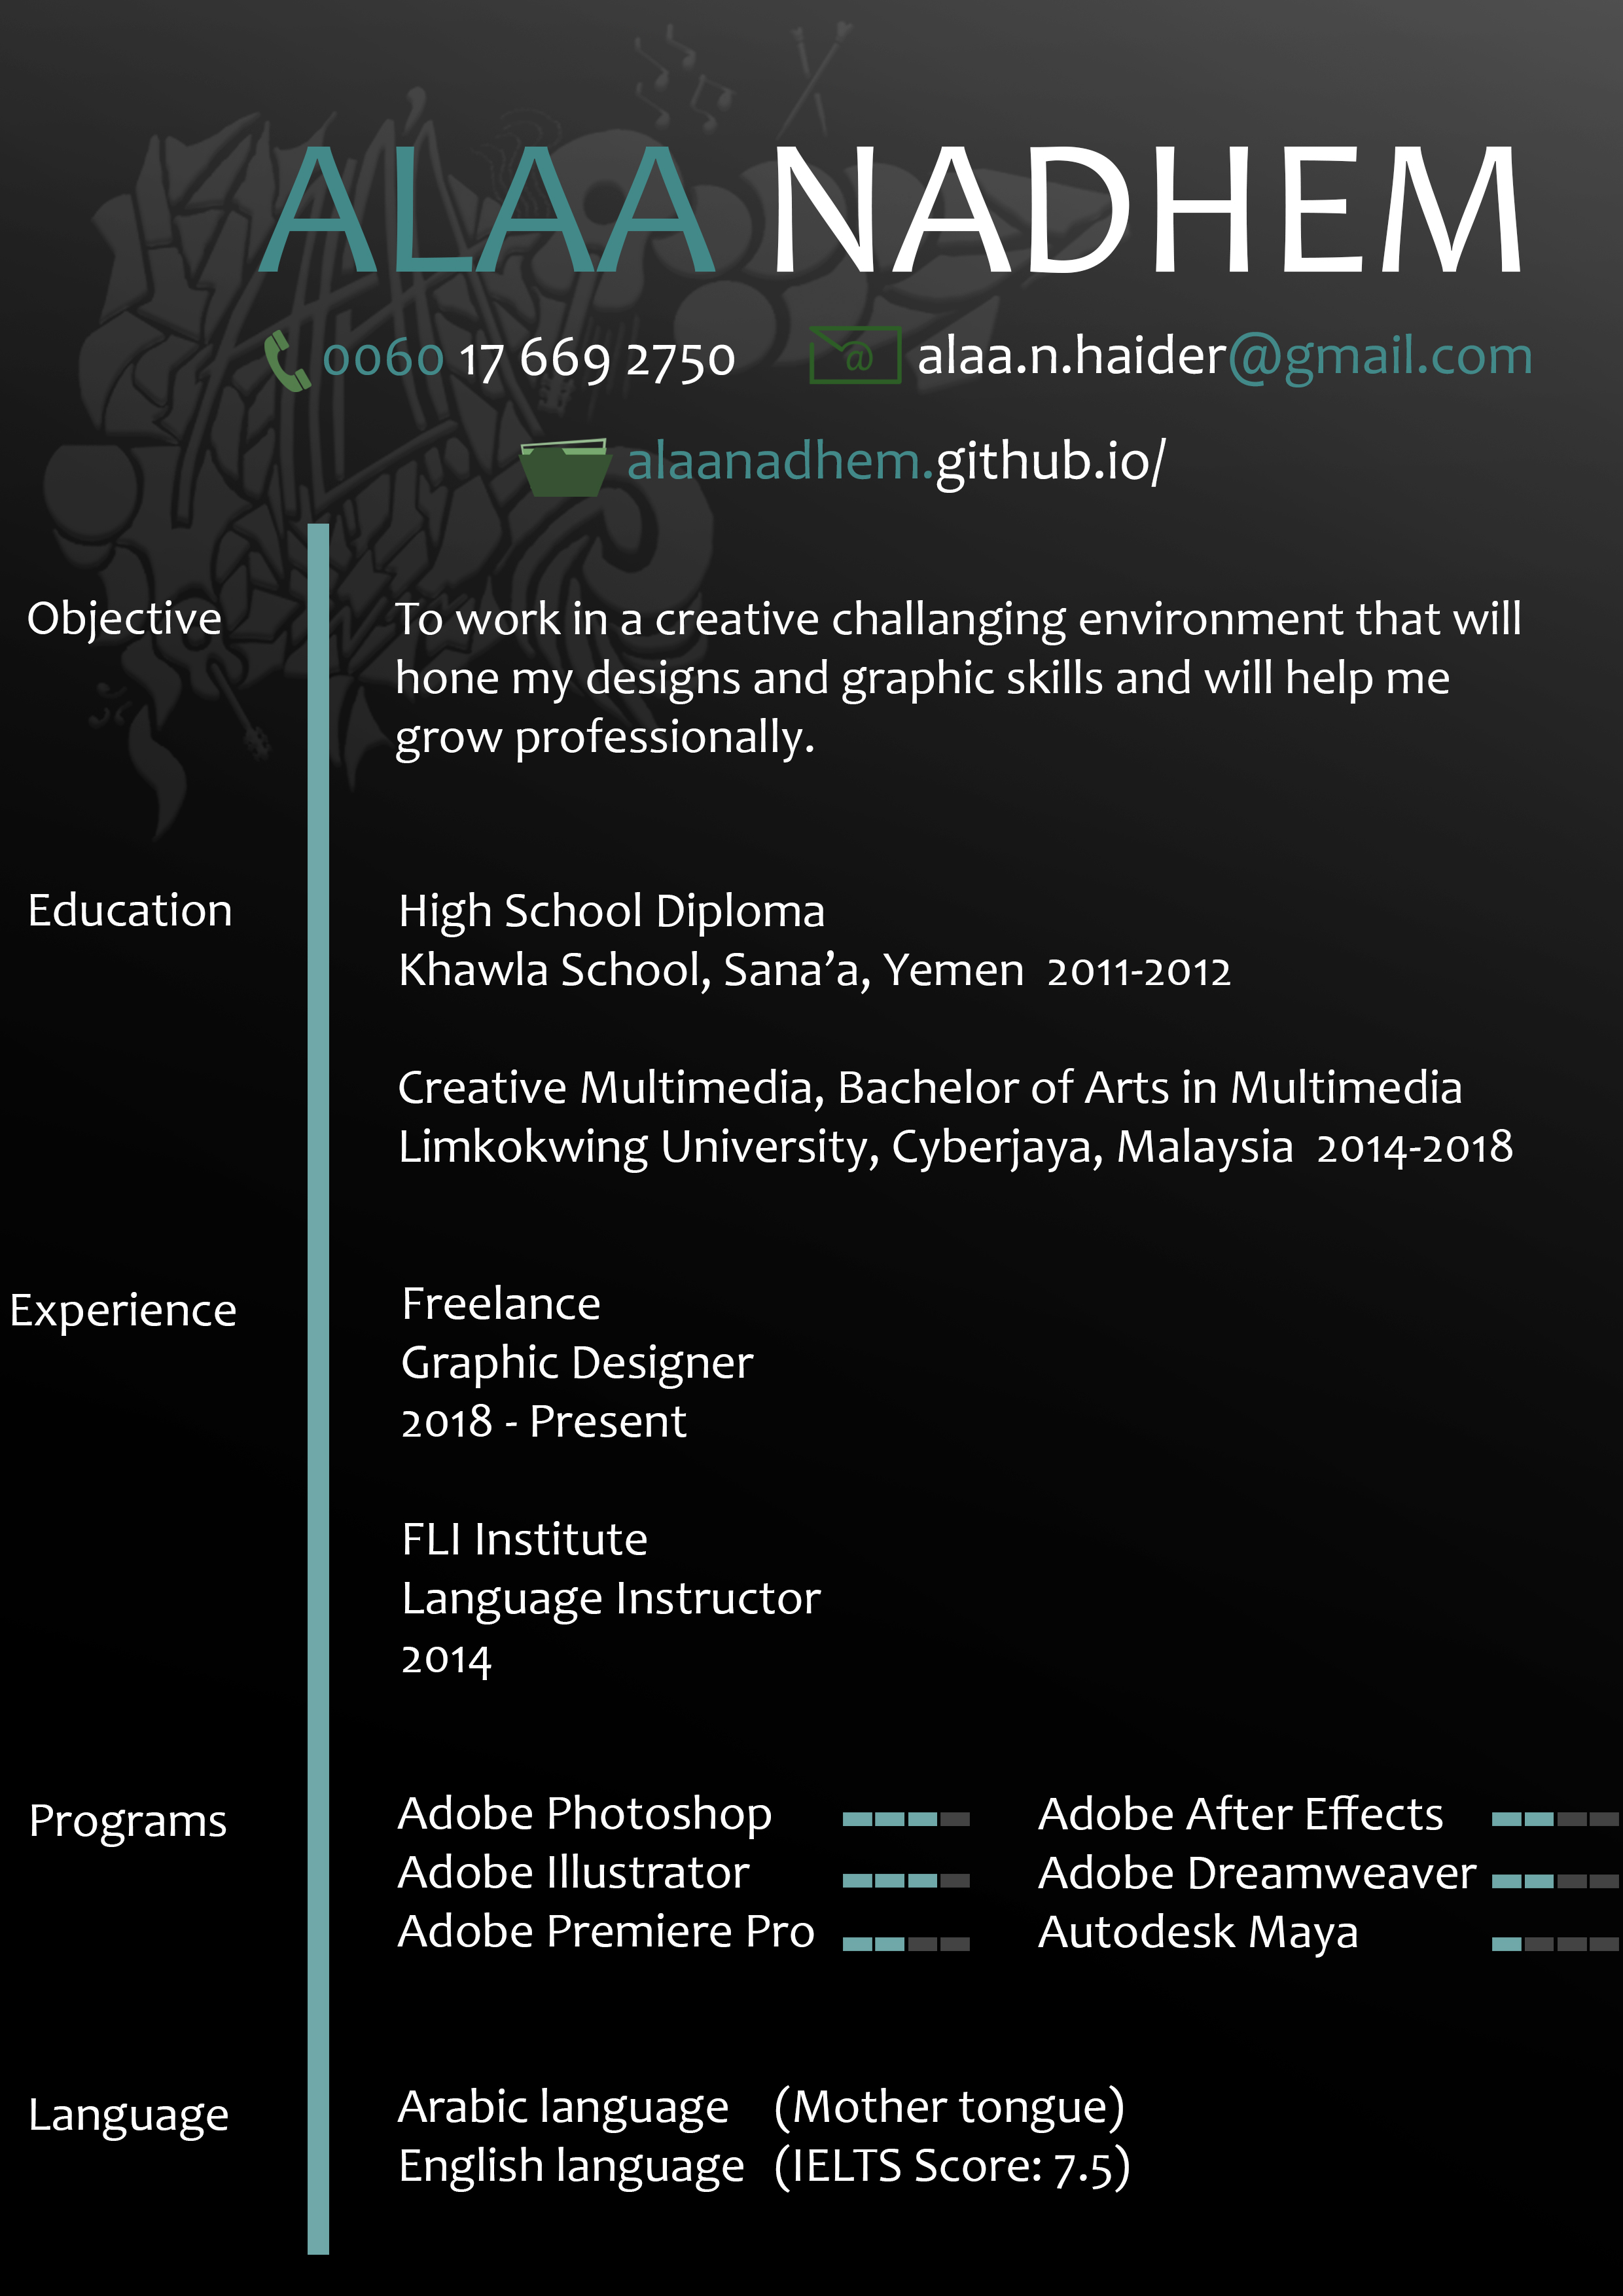 ALAA NADHEM
0060 17 669 2750 @ alaa.n.haider@gmail.com
alaanadhem.github.io/
Objective
To work in a creative challanging environment that will
hone my designs and graphic skills and will help me
grow professionally.
Education
High School Diploma
Khawla School, Sana’a, Yemen 2011-2012
Creative Multimedia, Bachelor of Arts in Multimedia
Limkokwing University, Cyberjaya, Malaysia 2014-2018
Experience
Freelance
Graphic Designer
2018 - Present
FLI Institute
Language Instructor
2014
Programs
Adobe Photoshop
Adobe Illustrator
Adobe Premiere Pro
Adobe After Effects
Adobe Dreamweaver
Autodesk Maya
Language
Arabic language (Mother tongue)
English language (IELTS Score: 7.5)